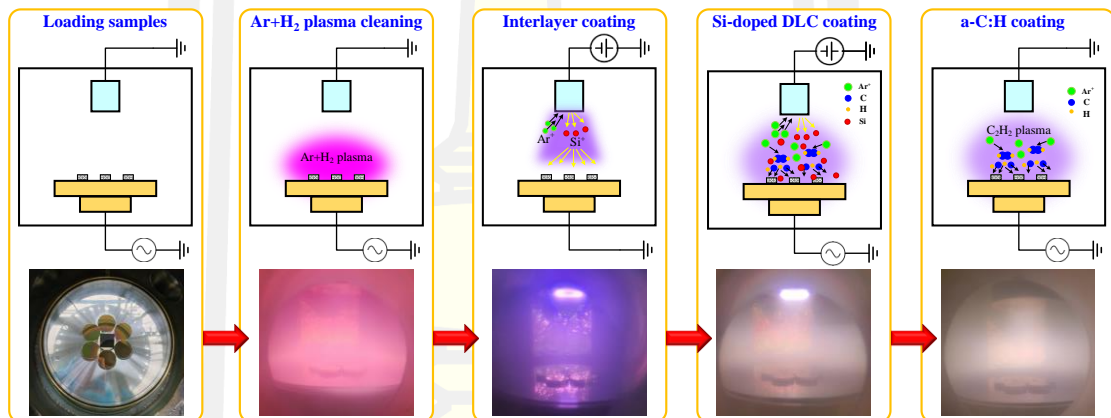 Loading samples
Ar+H₂ plasma cleaning
Interlayer coating
Si-doped DLC coating
a-C:H coating
Ar+H₂ plasma
Ar⁺
Si⁺
Ar⁺
C
H
Si
Ar⁺
C
H
C₂H₂ plasma